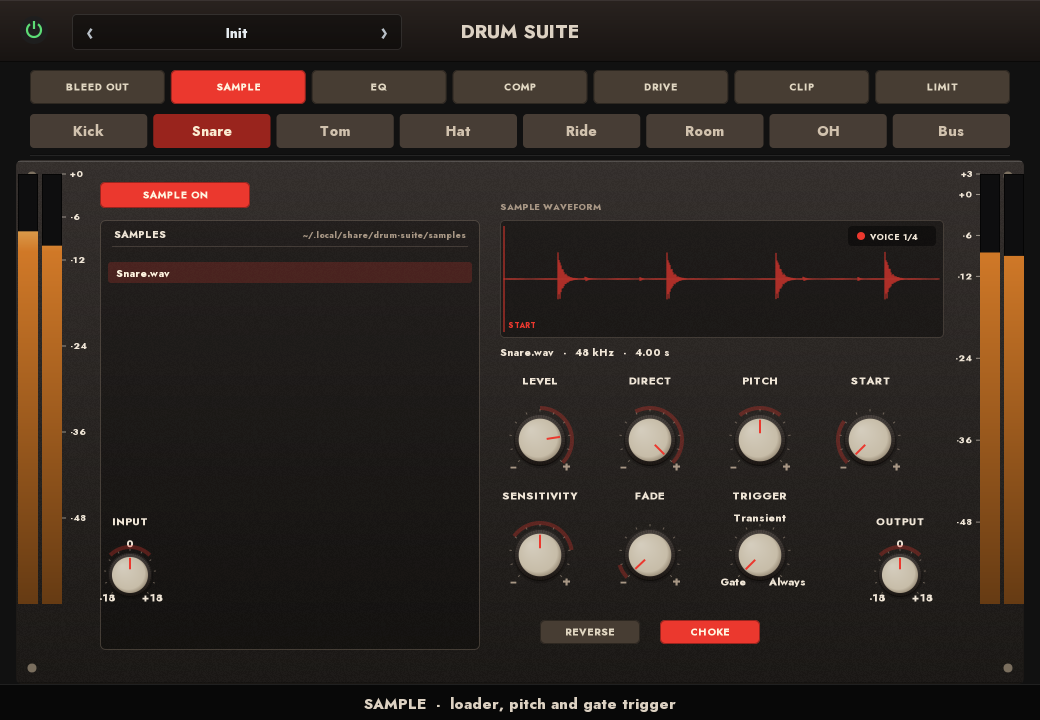 ‹ Init ›
DRUM SUITE
BLEED OUT SAMPLE EQ COMP DRIVE CLIP LIMIT
Kick Snare Tom Hat Ride Room OH Bus
+0
-6
-12
-24
-36
-48
SAMPLE ON
SAMPLES ~/.local/share/drum-suite/samples
Snare.wav
INPUT
0
-18 +18
SAMPLE WAVEFORM
VOICE 1/4
START
Snare.wav · 48 kHz · 4.00 s
LEVEL DIRECT PITCH START
- + - + - + - +
SENSITIVITY FADE TRIGGER
Transient
- + - + Gate Always
REVERSE CHOKE
OUTPUT
0
-18 +18
+3
+0
-6
-12
-24
-36
-48
SAMPLE - loader, pitch and gate trigger